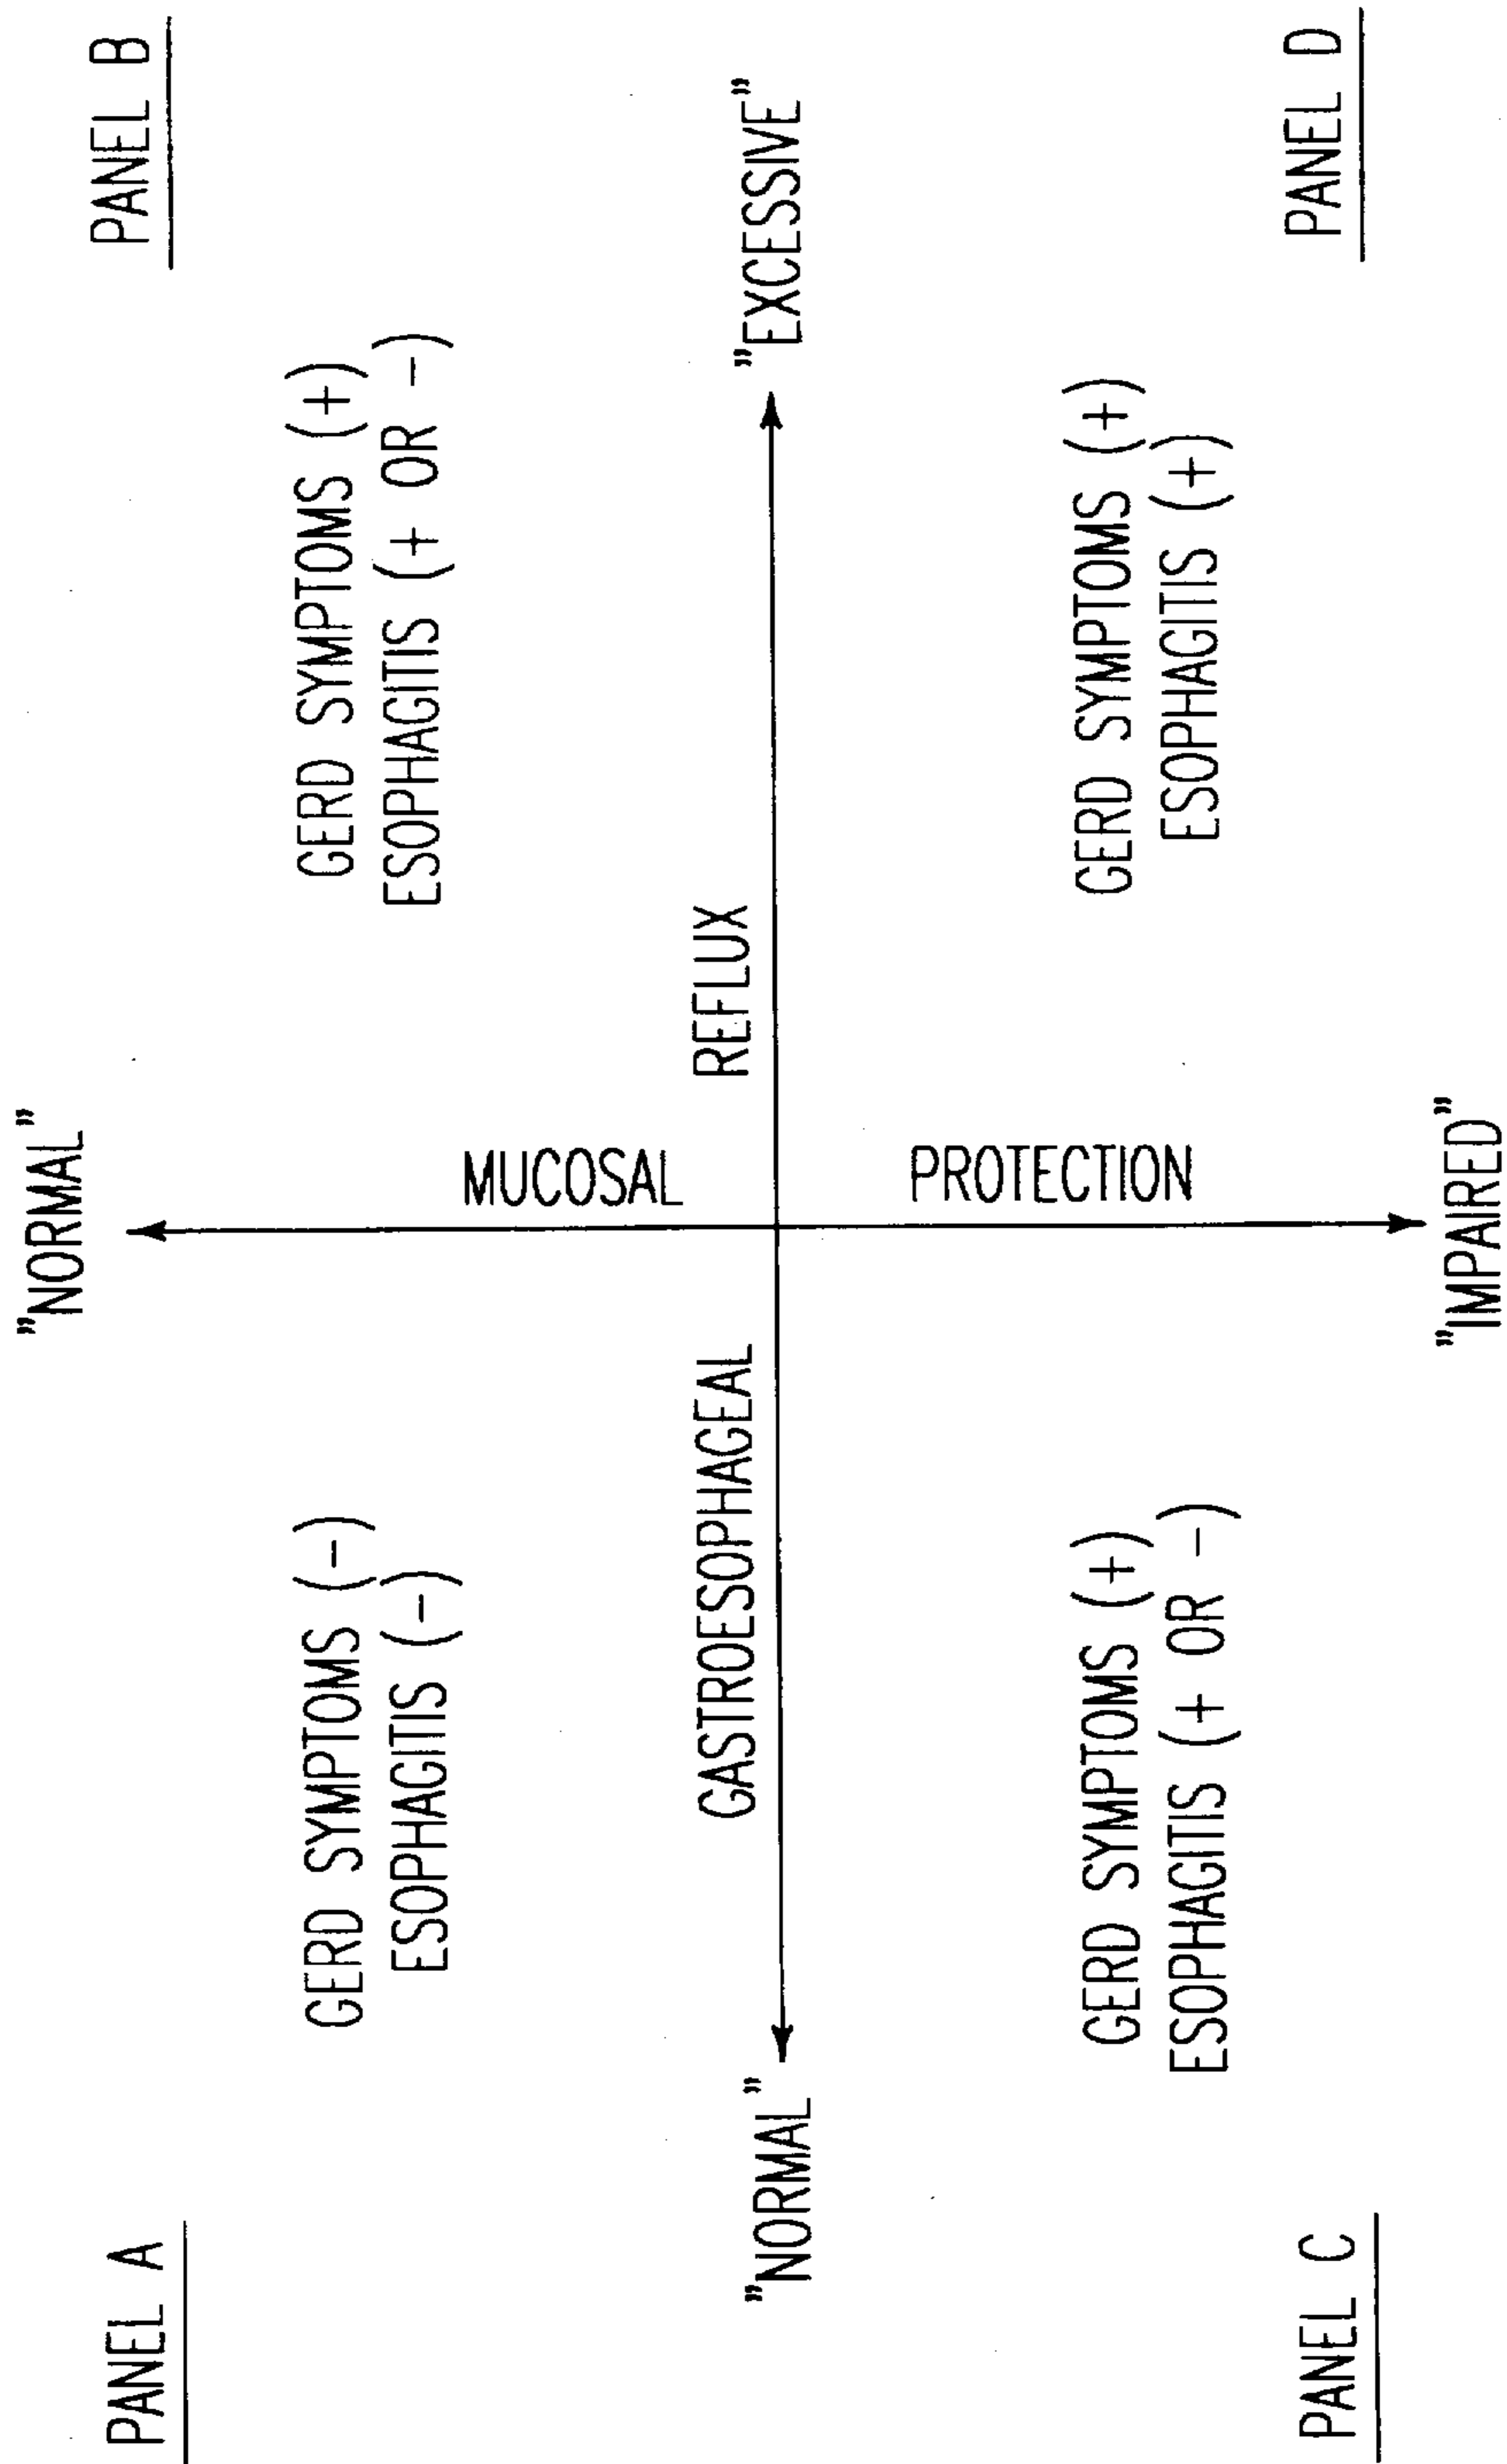 PANEL A
PANEL B
"NORMAL"
GERD SYMPTOMS (-)
ESOPHAGITIS (-)
GERD SYMPTOMS (+)
ESOPHAGITIS (+ OR -)
MUCOSAL
GASTROESOPHAGEAL
REFLUX
"NORMAL"
"EXCESSIVE"
PROTECTION
GERD SYMPTOMS (+)
ESOPHAGITIS (+ OR -)
GERD SYMPTOMS (+)
ESOPHAGITIS (+)
"IMPAIRED"
PANEL C
PANEL D